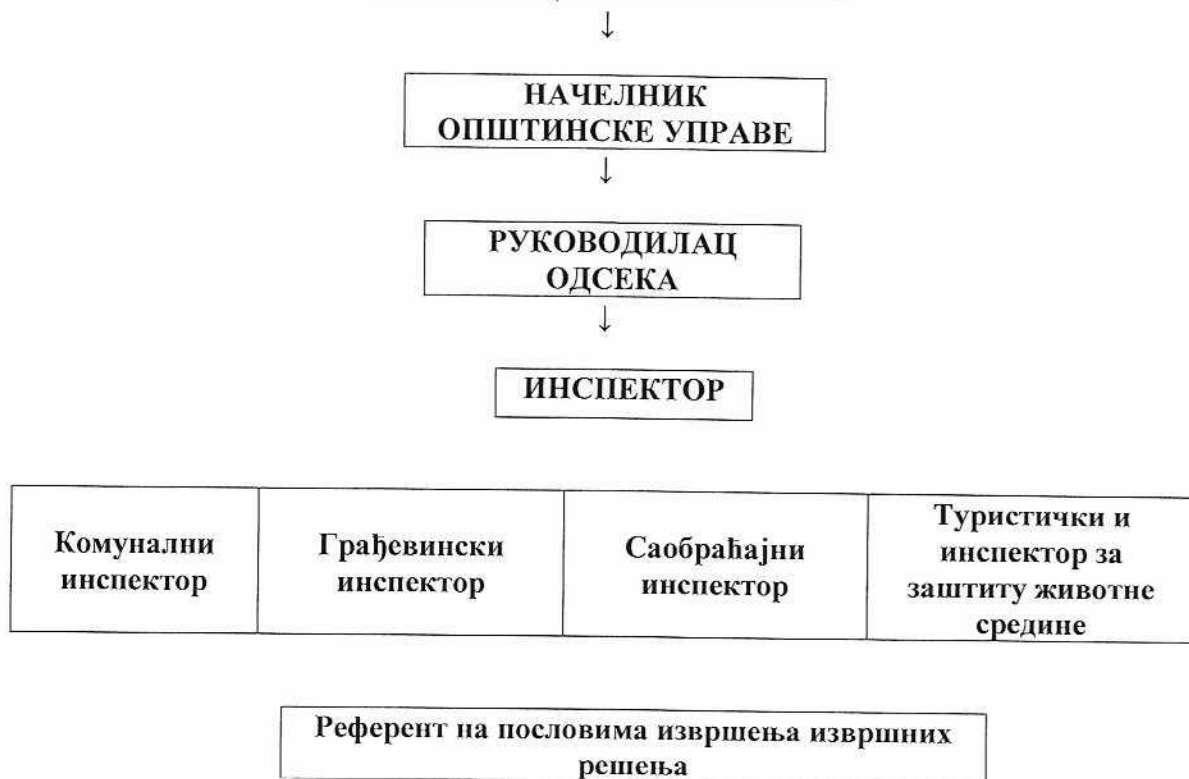 ↓
НАЧЕЛНИК
ОПШТИНСКЕ УПРАВЕ
↓
РУКОВОДИЛАЦ
ОДСЕКА
↓
ИНСПЕКТОР
Комунални
инспектор
Грађевински
инспектор
Саобраћајни
инспектор
Туристички и
инспектор за
заштиту животне
средине
Референт на пословима извршења извршних
решења